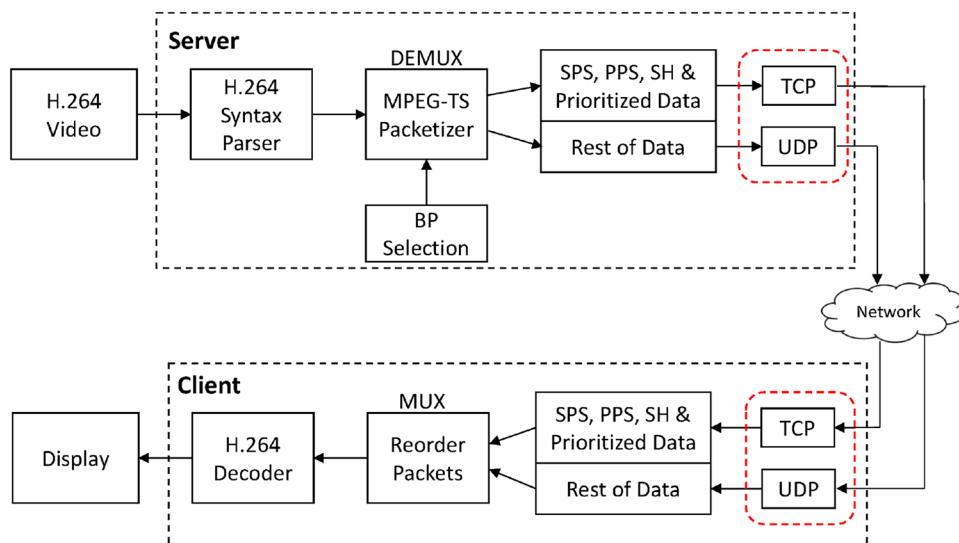 Server
DEMUX
H.264
Video
H.264
Syntax
Parser
MPEG-TS
Packetizer
SPS, PPS, SH &
Prioritized Data
Rest of Data
TCP
UDP
BP
Selection
Network
Client
MUX
Display
H.264
Decoder
Reorder
Packets
SPS, PPS, SH &
Prioritized Data
Rest of Data
TCP
UDP